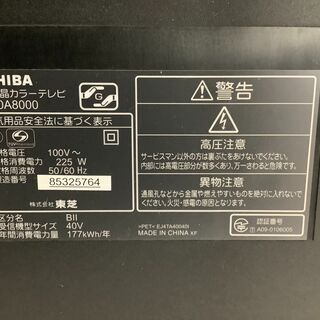 HIBA
晶カラーテレビ
0A8000
気用品安全法に基づく表示
格電圧 100V～
格消費電力 225 W
格周波数 50/60 Hz
造番号 85325764
株式会社 東芝
区分名 BII
受信機型サイズ 40V
年間消費電力量 177kWh/年
警告
高圧注意
サービスマン以外の方は裏ぶたをあけないでください。
内部には高電圧部分が数多くあり、万一さわると危険です。
異物注意
通風孔などから金属や燃えやすいものなど異物を入れないでください。火災・感電の原因となります。
>PET< EJ4TA40040I
MADE IN CHINA XF
認証番号
A09-0106005